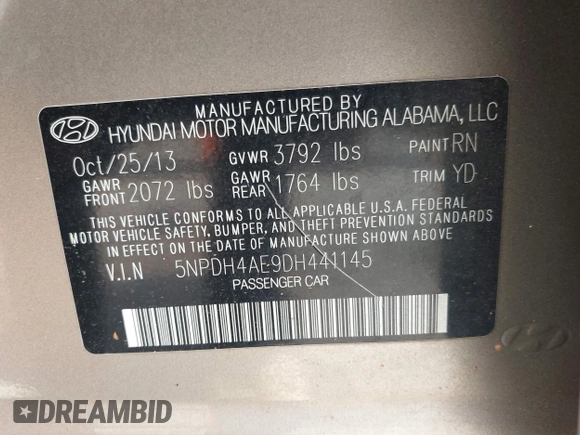 MANUFACTURED BY
HYUNDAI MOTOR MANUFACTURING ALABAMA, LLC
Oct/25/13 GVWR 3792 lbs PAINT RN
GAWR FRONT 2072 lbs GAWR REAR 1764 lbs TRIM YD
THIS VEHICLE CONFORMS TO ALL APPLICABLE U.S.A. FEDERAL
MOTOR VEHICLE SAFETY, BUMPER, AND THEFT PREVENTION STANDARDS
IN EFFECT ON THE DATE OF MANUFACTURE SHOWN ABOVE
V.I.N 5NPDH4AE9DH441145
PASSENGER CAR
DREAMBID